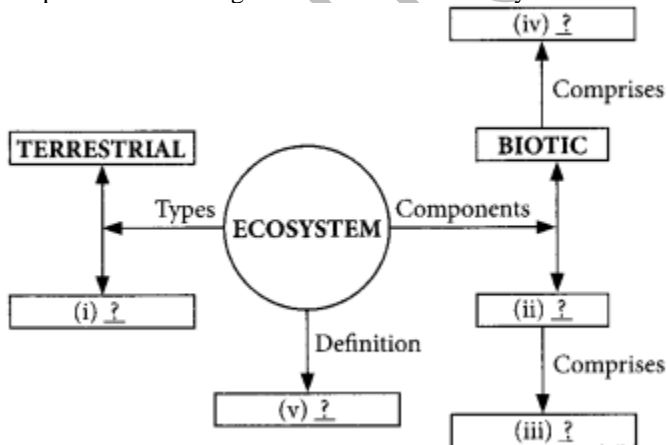 (iv) ?
Comprises
TERRESTRIAL
BIOTIC
Types
ECOSYSTEM
Components
(i) ?
(ii) ?
Definition
Comprises
(v) ?
(iii) ?